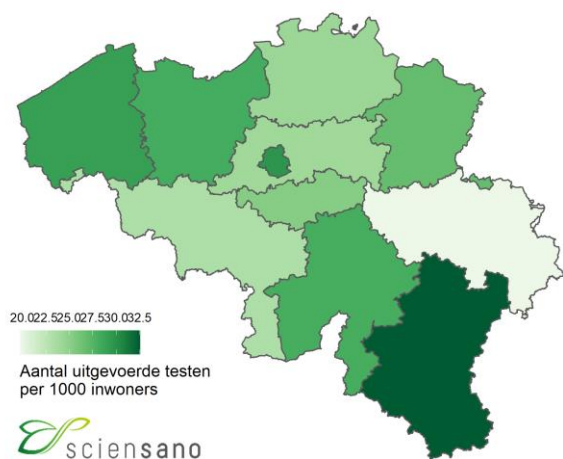 20.022.525.027.530.032.5
Aantal uitgevoerde testen
per 1000 inwoners
sciensano